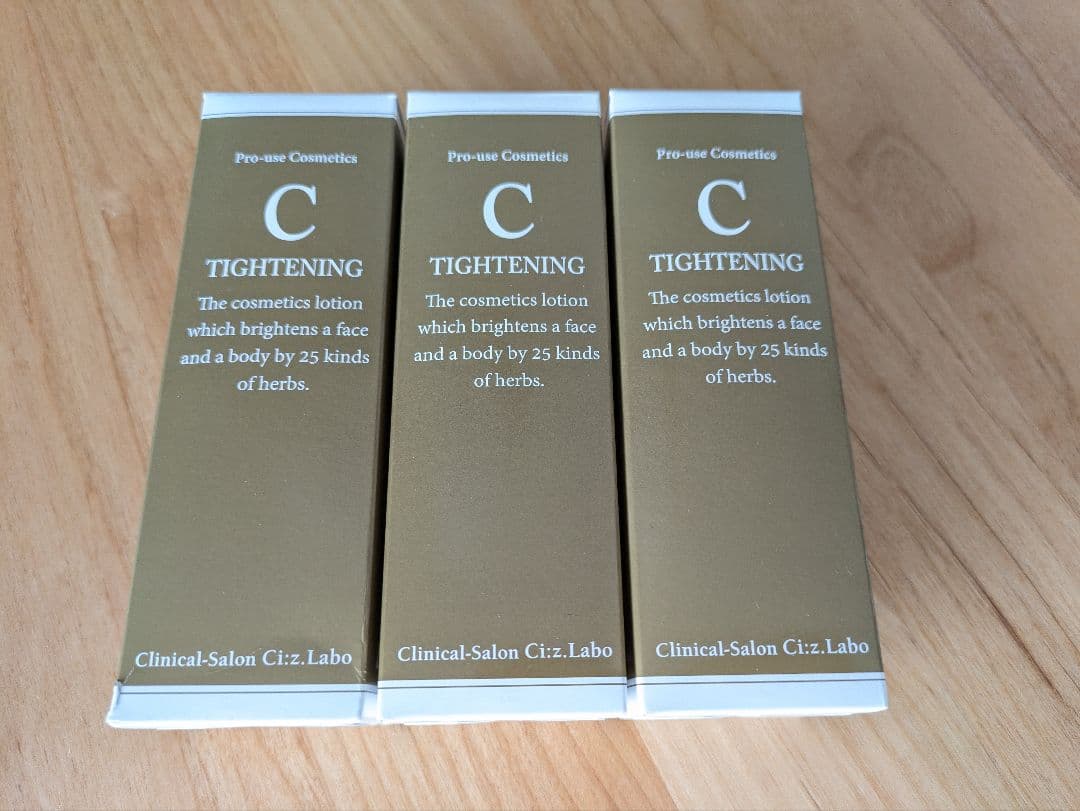 Pro-use Cosmetics
C
TIGHTENING
The cosmetics lotion
which brightens a face
and a body by 25 kinds
of herbs.
Clinical-Salon Ci:z.Labo
Pro-use Cosmetics
C
TIGHTENING
The cosmetics lotion
which brightens a face
and a body by 25 kinds
of herbs.
Clinical-Salon Ci:z.Labo
Pro-use Cosmetics
C
TIGHTENING
The cosmetics lotion
which brightens a face
and a body by 25 kinds
of herbs.
Clinical-Salon Ci:z.Labo